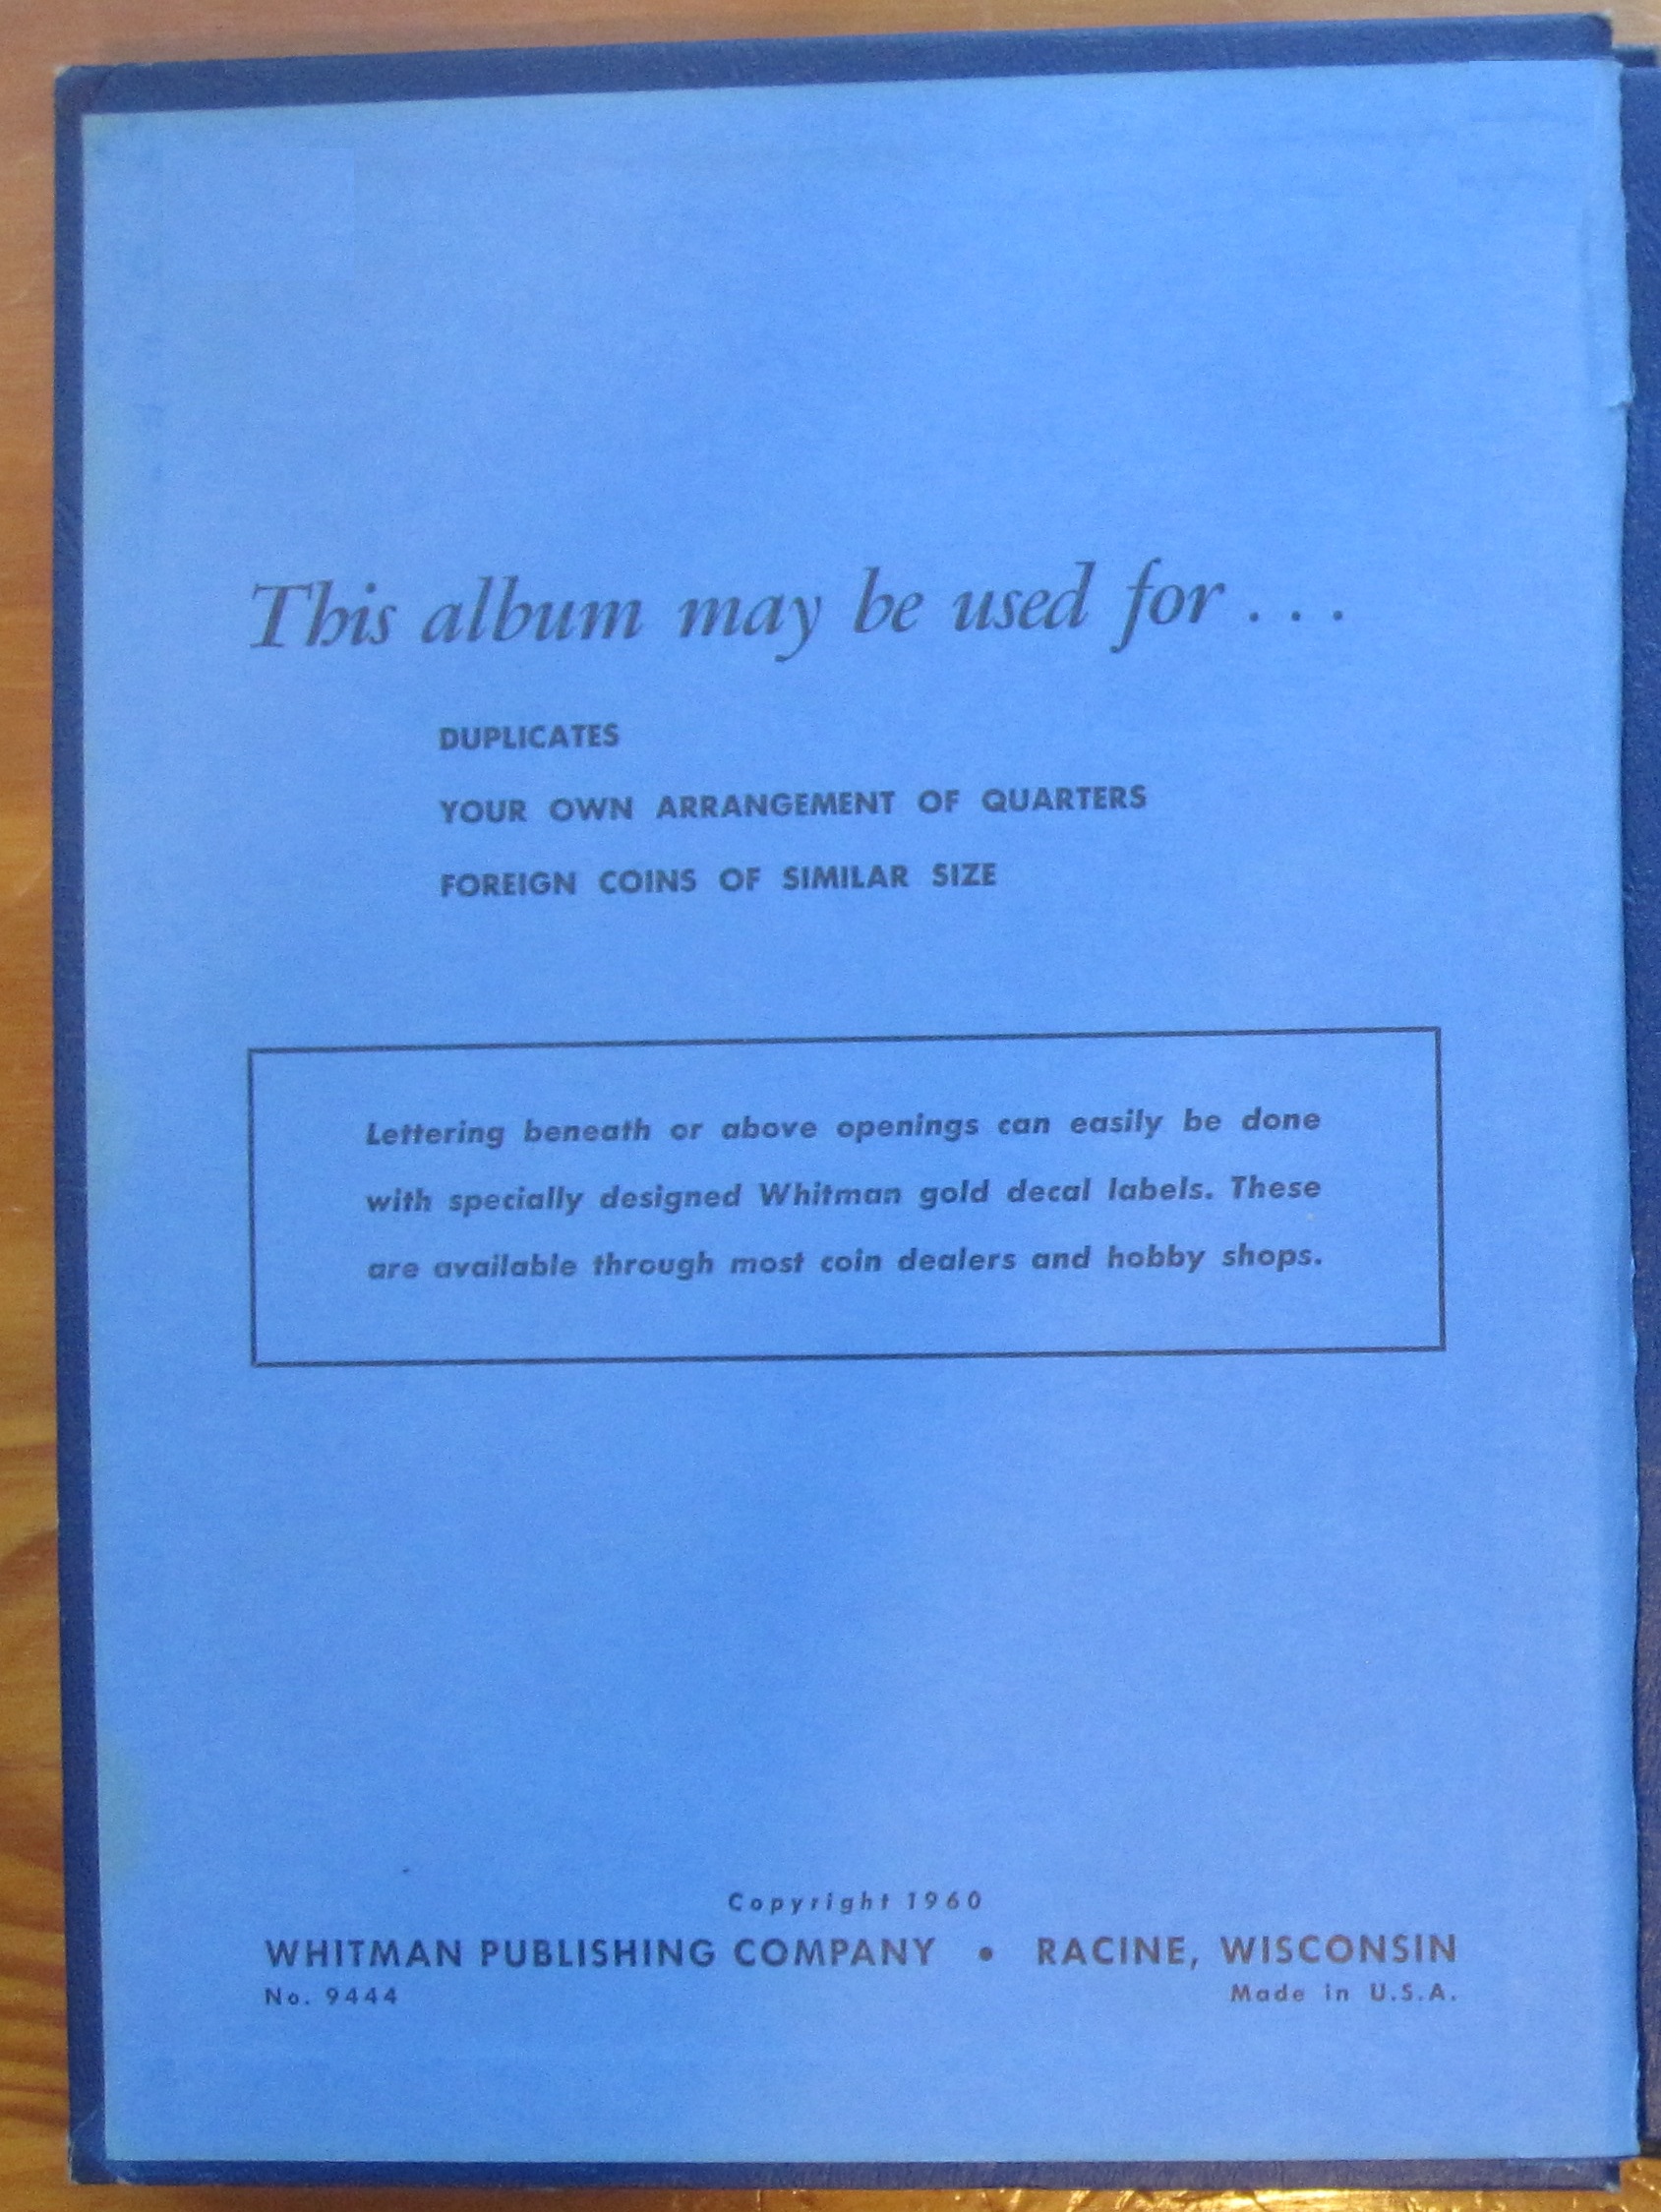 This album may be used for . . .
DUPLICATES
YOUR OWN ARRANGEMENT OF QUARTERS
FOREIGN COINS OF SIMILAR SIZE
Lettering beneath or above openings can easily be done
with specially designed Whitman gold decal labels. These
are available through most coin dealers and hobby shops.
Copyright 1960
WHITMAN PUBLISHING COMPANY • RACINE, WISCONSIN
No. 9444 Made in U.S.A.